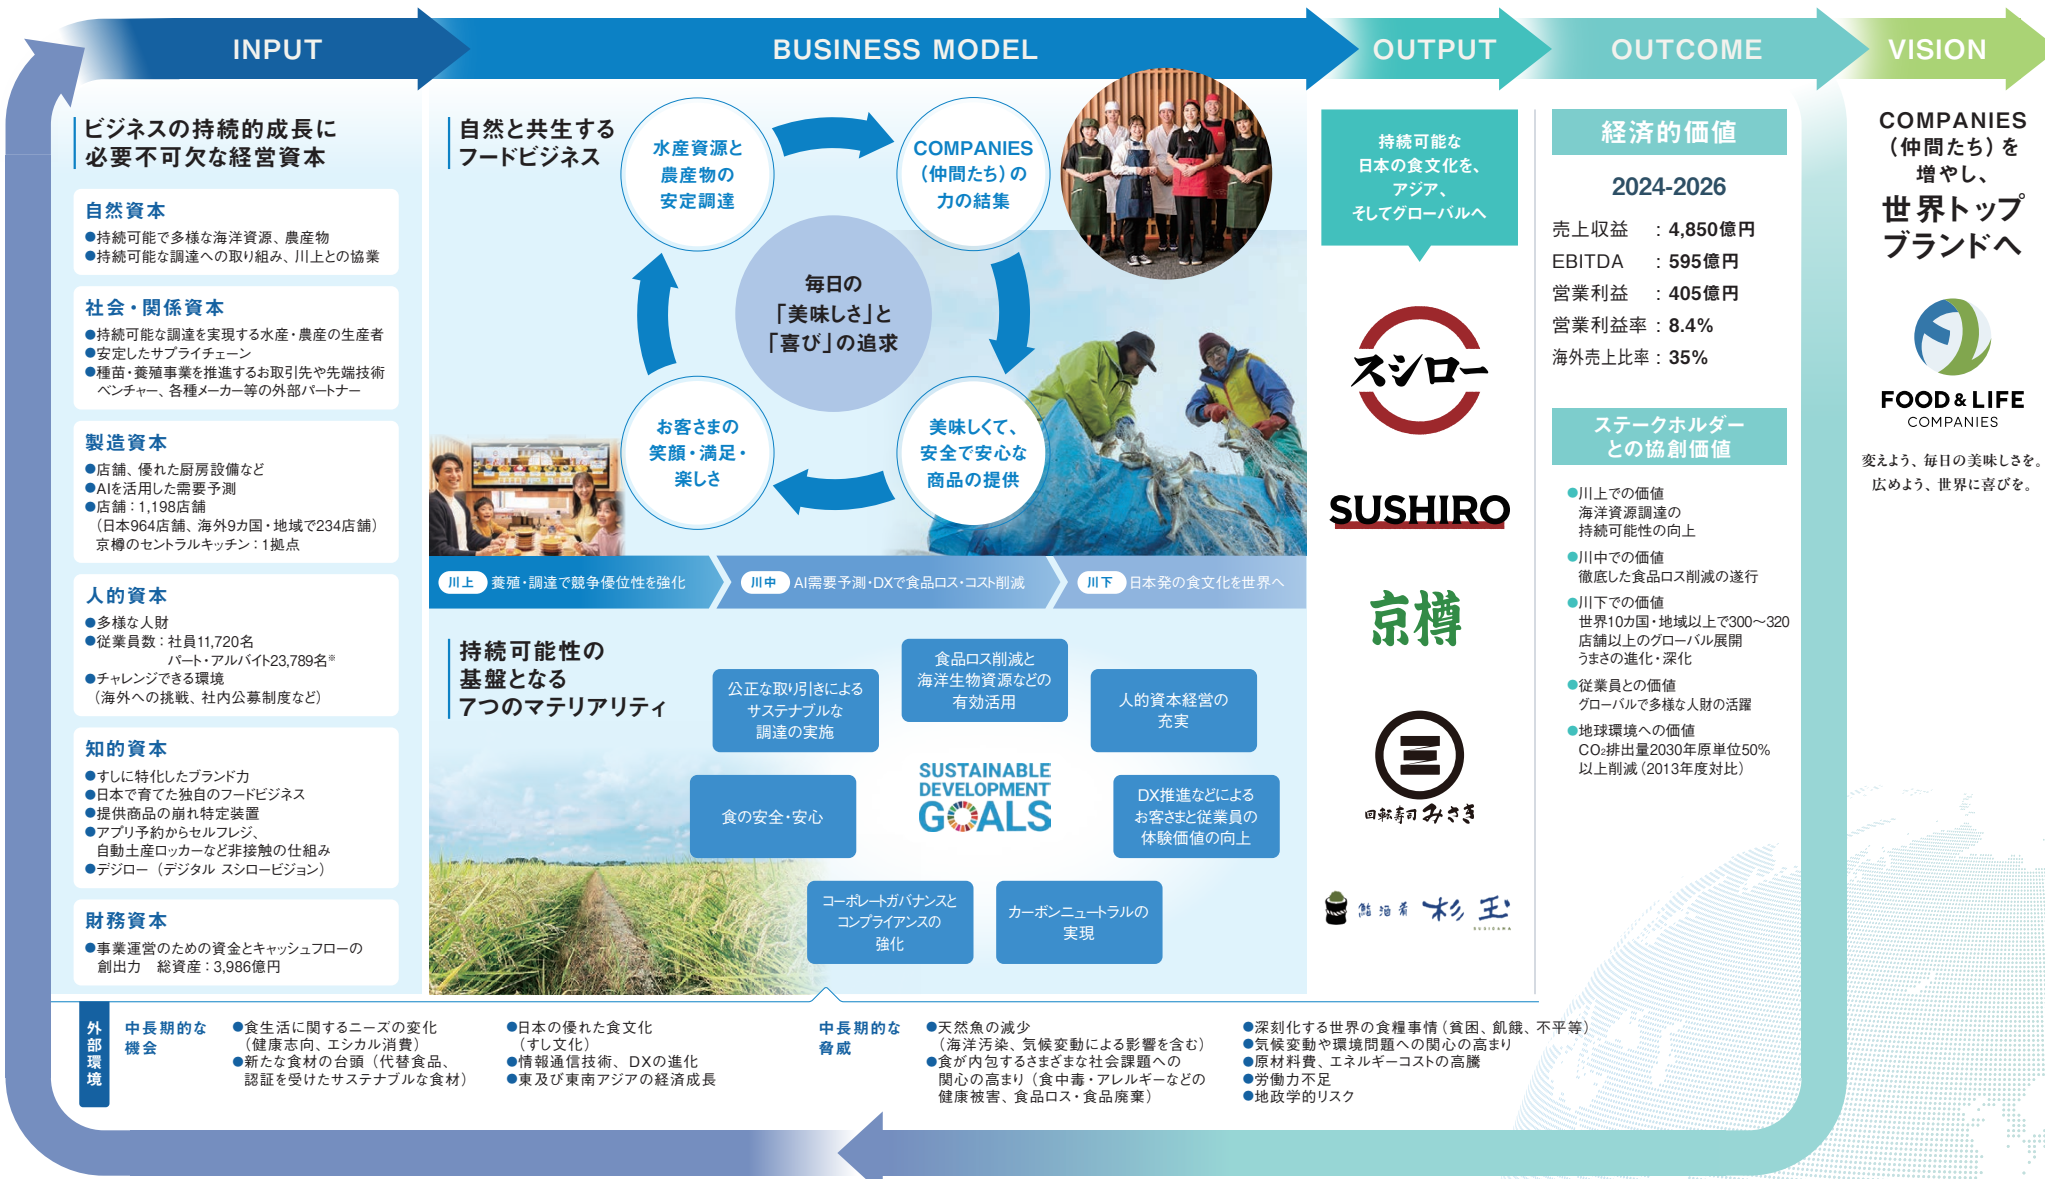 INPUT
BUSINESS MODEL
OUTPUT
OUTCOME
VISION
ビジネスの持続的成長に
必要不可欠な経営資本
自然資本
●持続可能で多様な海洋資源、農産物
●持続可能な調達への取り組み、川上との協業
社会・関係資本
●持続可能な調達を実現する水産・農産の生産者
●安定したサプライチェーン
●種苗・養殖事業を推進するお取引先や先端技術
ベンチャー、各種メーカー等の外部パートナー
製造資本
●店舗、優れた厨房設備など
●AIを活用した需要予測
●店舗：1,198店舗
（日本964店舗、海外9カ国・地域で234店舗）
京樽のセントラルキッチン：1拠点
人的資本
●多様な人財
●従業員数：社員11,720名
パート・アルバイト23,789名※
●チャレンジできる環境
（海外への挑戦、社内公募制度など）
知的資本
●すしに特化したブランド力
●日本で育てた独自のフードビジネス
●提供商品の崩れ特定装置
●アプリ予約からセルフレジ、
自動土産ロッカーなど非接触の仕組み
●デジロー（デジタル スシロービジョン）
財務資本
●事業運営のための資金とキャッシュフローの
創出力　総資産：3,986億円
自然と共生する
フードビジネス
水産資源と
農産物の
安定調達
COMPANIES
（仲間たち）の
力の結集
毎日の
「美味しさ」と
「喜び」の追求
お客さまの
笑顔・満足・
楽しさ
美味しくて、
安全で安心な
商品の提供
川上 養殖・調達で競争優位性を強化
川中 AI需要予測・DXで食品ロス・コスト削減
川下 日本発の食文化を世界へ
持続可能性の
基盤となる
7つのマテリアリティ
公正な取り引きによる
サステナブルな
調達の実施
食品ロス削減と
海洋生物資源などの
有効活用
人的資本経営の
充実
食の安全・安心
SUSTAINABLE
DEVELOPMENT
GOALS
DX推進などによる
お客さまと従業員の
体験価値の向上
コーポレートガバナンスと
コンプライアンスの
強化
カーボンニュートラルの
実現
持続可能な
日本の食文化を、
アジア、
そしてグローバルへ
スシロー
SUSHIRO
京樽
三
回転寿司 みさき
鮨 酒 肴 杉玉
SUGIDAMA
経済的価値
2024-2026
売上収益：4,850億円
EBITDA：595億円
営業利益：405億円
営業利益率：8.4%
海外売上比率：35%
ステークホルダー
との協創価値
●川上での価値
海洋資源調達の
持続可能性の向上
●川中での価値
徹底した食品ロス削減の遂行
●川下での価値
世界10カ国・地域以上で300～320
店舗以上のグローバル展開
うまさの進化・深化
●従業員との価値
グローバルで多様な人財の活躍
●地球環境への価値
CO₂排出量2030年原単位50%
以上削減（2013年度対比）
COMPANIES
（仲間たち）を
増やし、
世界トップ
ブランドへ
FOOD & LIFE
COMPANIES
変えよう、毎日の美味しさを。
広めよう、世界に喜びを。
外部環境
中長期的な
機会
●食生活に関するニーズの変化
（健康志向、エシカル消費）
●新たな食材の台頭（代替食品、
認証を受けたサステナブルな食材）
●日本の優れた食文化
（すし文化）
●情報通信技術、DXの進化
●東及び東南アジアの経済成長
中長期的な
脅威
●天然魚の減少
（海洋汚染、気候変動による影響を含む）
●食が内包するさまざまな社会課題への
関心の高まり（食中毒・アレルギーなどの
健康被害、食品ロス・食品廃棄）
●深刻化する世界の食糧事情（貧困、飢餓、不平等）
●気候変動や環境問題への関心の高まり
●原材料費、エネルギーコストの高騰
●労働力不足
●地政学的リスク